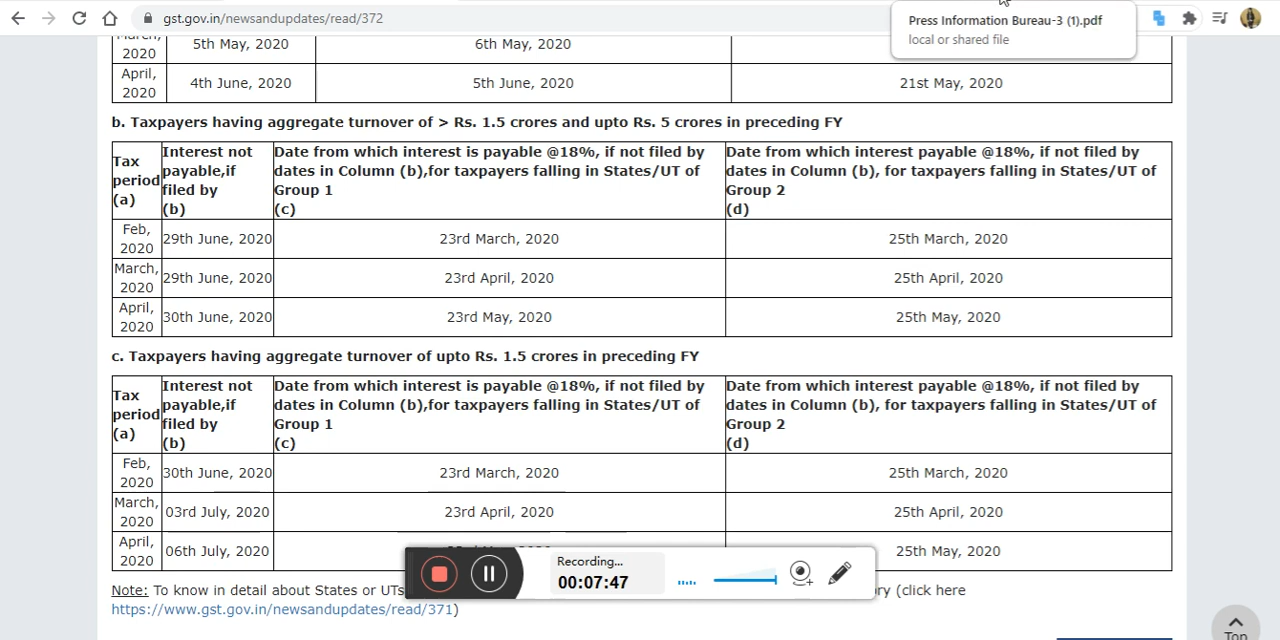 gst.gov.in/newsandupdates/read/372
Press Information Bureau-3 (1).pdf
local or shared file
March,
2020
5th May, 2020
6th May, 2020
April,
2020
4th June, 2020
5th June, 2020
21st May, 2020
b. Taxpayers having aggregate turnover of > Rs. 1.5 crores and upto Rs. 5 crores in preceding FY
Tax
period
(a)
Interest not
payable,if
filed by
(b)
Date from which interest is payable @18%, if not filed by
dates in Column (b),for taxpayers falling in States/UT of
Group 1
(c)
Date from which interest payable @18%, if not filed by
dates in Column (b), for taxpayers falling in States/UT of
Group 2
(d)
Feb,
2020
29th June, 2020
23rd March, 2020
25th March, 2020
March,
2020
29th June, 2020
23rd April, 2020
25th April, 2020
April,
2020
30th June, 2020
23rd May, 2020
25th May, 2020
c. Taxpayers having aggregate turnover of upto Rs. 1.5 crores in preceding FY
Tax
period
(a)
Interest not
payable,if
filed by
(b)
Date from which interest is payable @18%, if not filed by
dates in Column (b),for taxpayers falling in States/UT of
Group 1
(c)
Date from which interest payable @18%, if not filed by
dates in Column (b), for taxpayers falling in States/UT of
Group 2
(d)
Feb,
2020
30th June, 2020
23rd March, 2020
25th March, 2020
March,
2020
03rd July, 2020
23rd April, 2020
25th April, 2020
April,
2020
06th July, 2020
25th May, 2020
Recording...
00:07:47
Note: To know in detail about States or UTs
(click here
https://www.gst.gov.in/newsandupdates/read/371)
Top